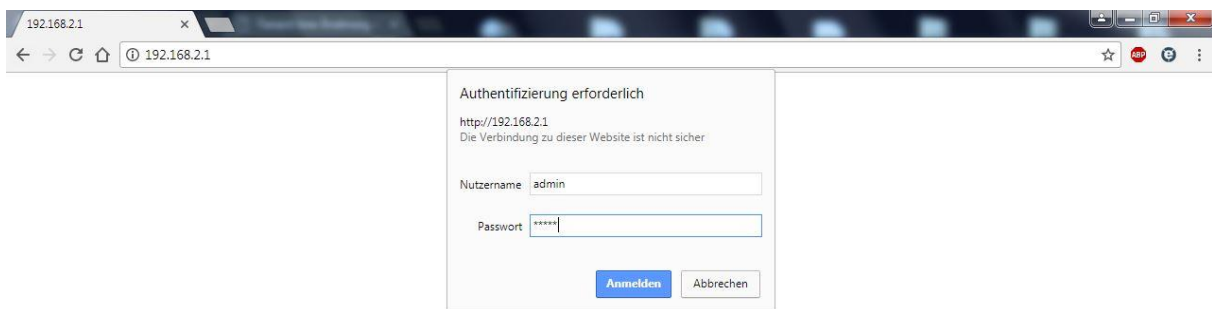 192.168.2.1
192.168.2.1
ABP
Authentifizierung erforderlich
http://192.168.2.1
Die Verbindung zu dieser Website ist nicht sicher
Nutzername admin
Passwort *****
Anmelden Abbrechen